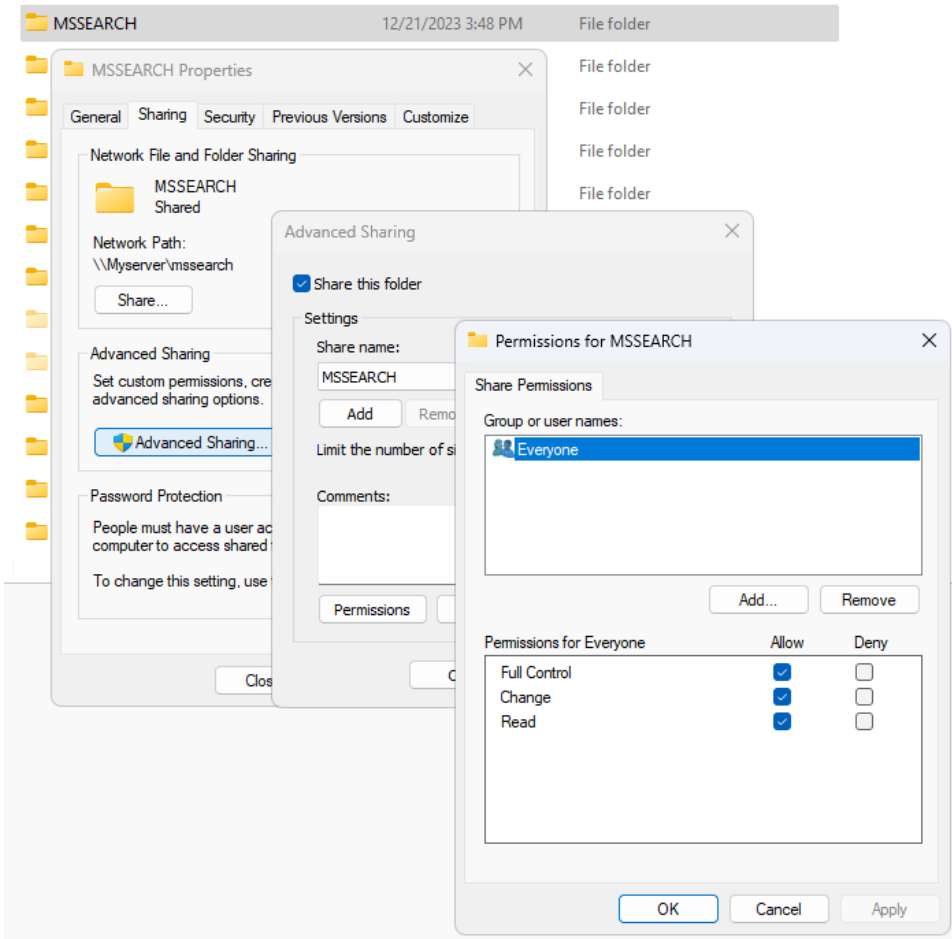 MSSEARCH 12/21/2023 3:48 PM File folder
File folder
File folder
File folder
File folder
MSSEARCH Properties
General Sharing Security Previous Versions Customize
Network File and Folder Sharing
MSSEARCH
Shared
Network Path:
\\Myserver\mssearch
Share...
Advanced Sharing
Set custom permissions, cre
advanced sharing options.
Advanced Sharing...
Password Protection
People must have a user ac
computer to access shared
To change this setting, use
Clos
Advanced Sharing
Share this folder
Settings
Share name:
MSSEARCH
Add Remo
Limit the number of si
Comments:
Permissions
Permissions for MSSEARCH
Share Permissions
Group or user names:
Everyone
Add... Remove
Permissions for Everyone Allow Deny
Full Control
Change
Read
OK Cancel Apply